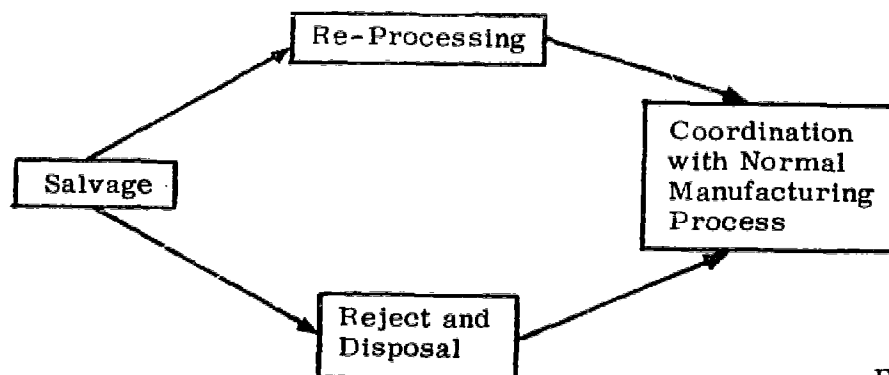 Re-Processing
Coordination
with Normal
Manufacturing
Process
Salvage
Reject and
Disposal